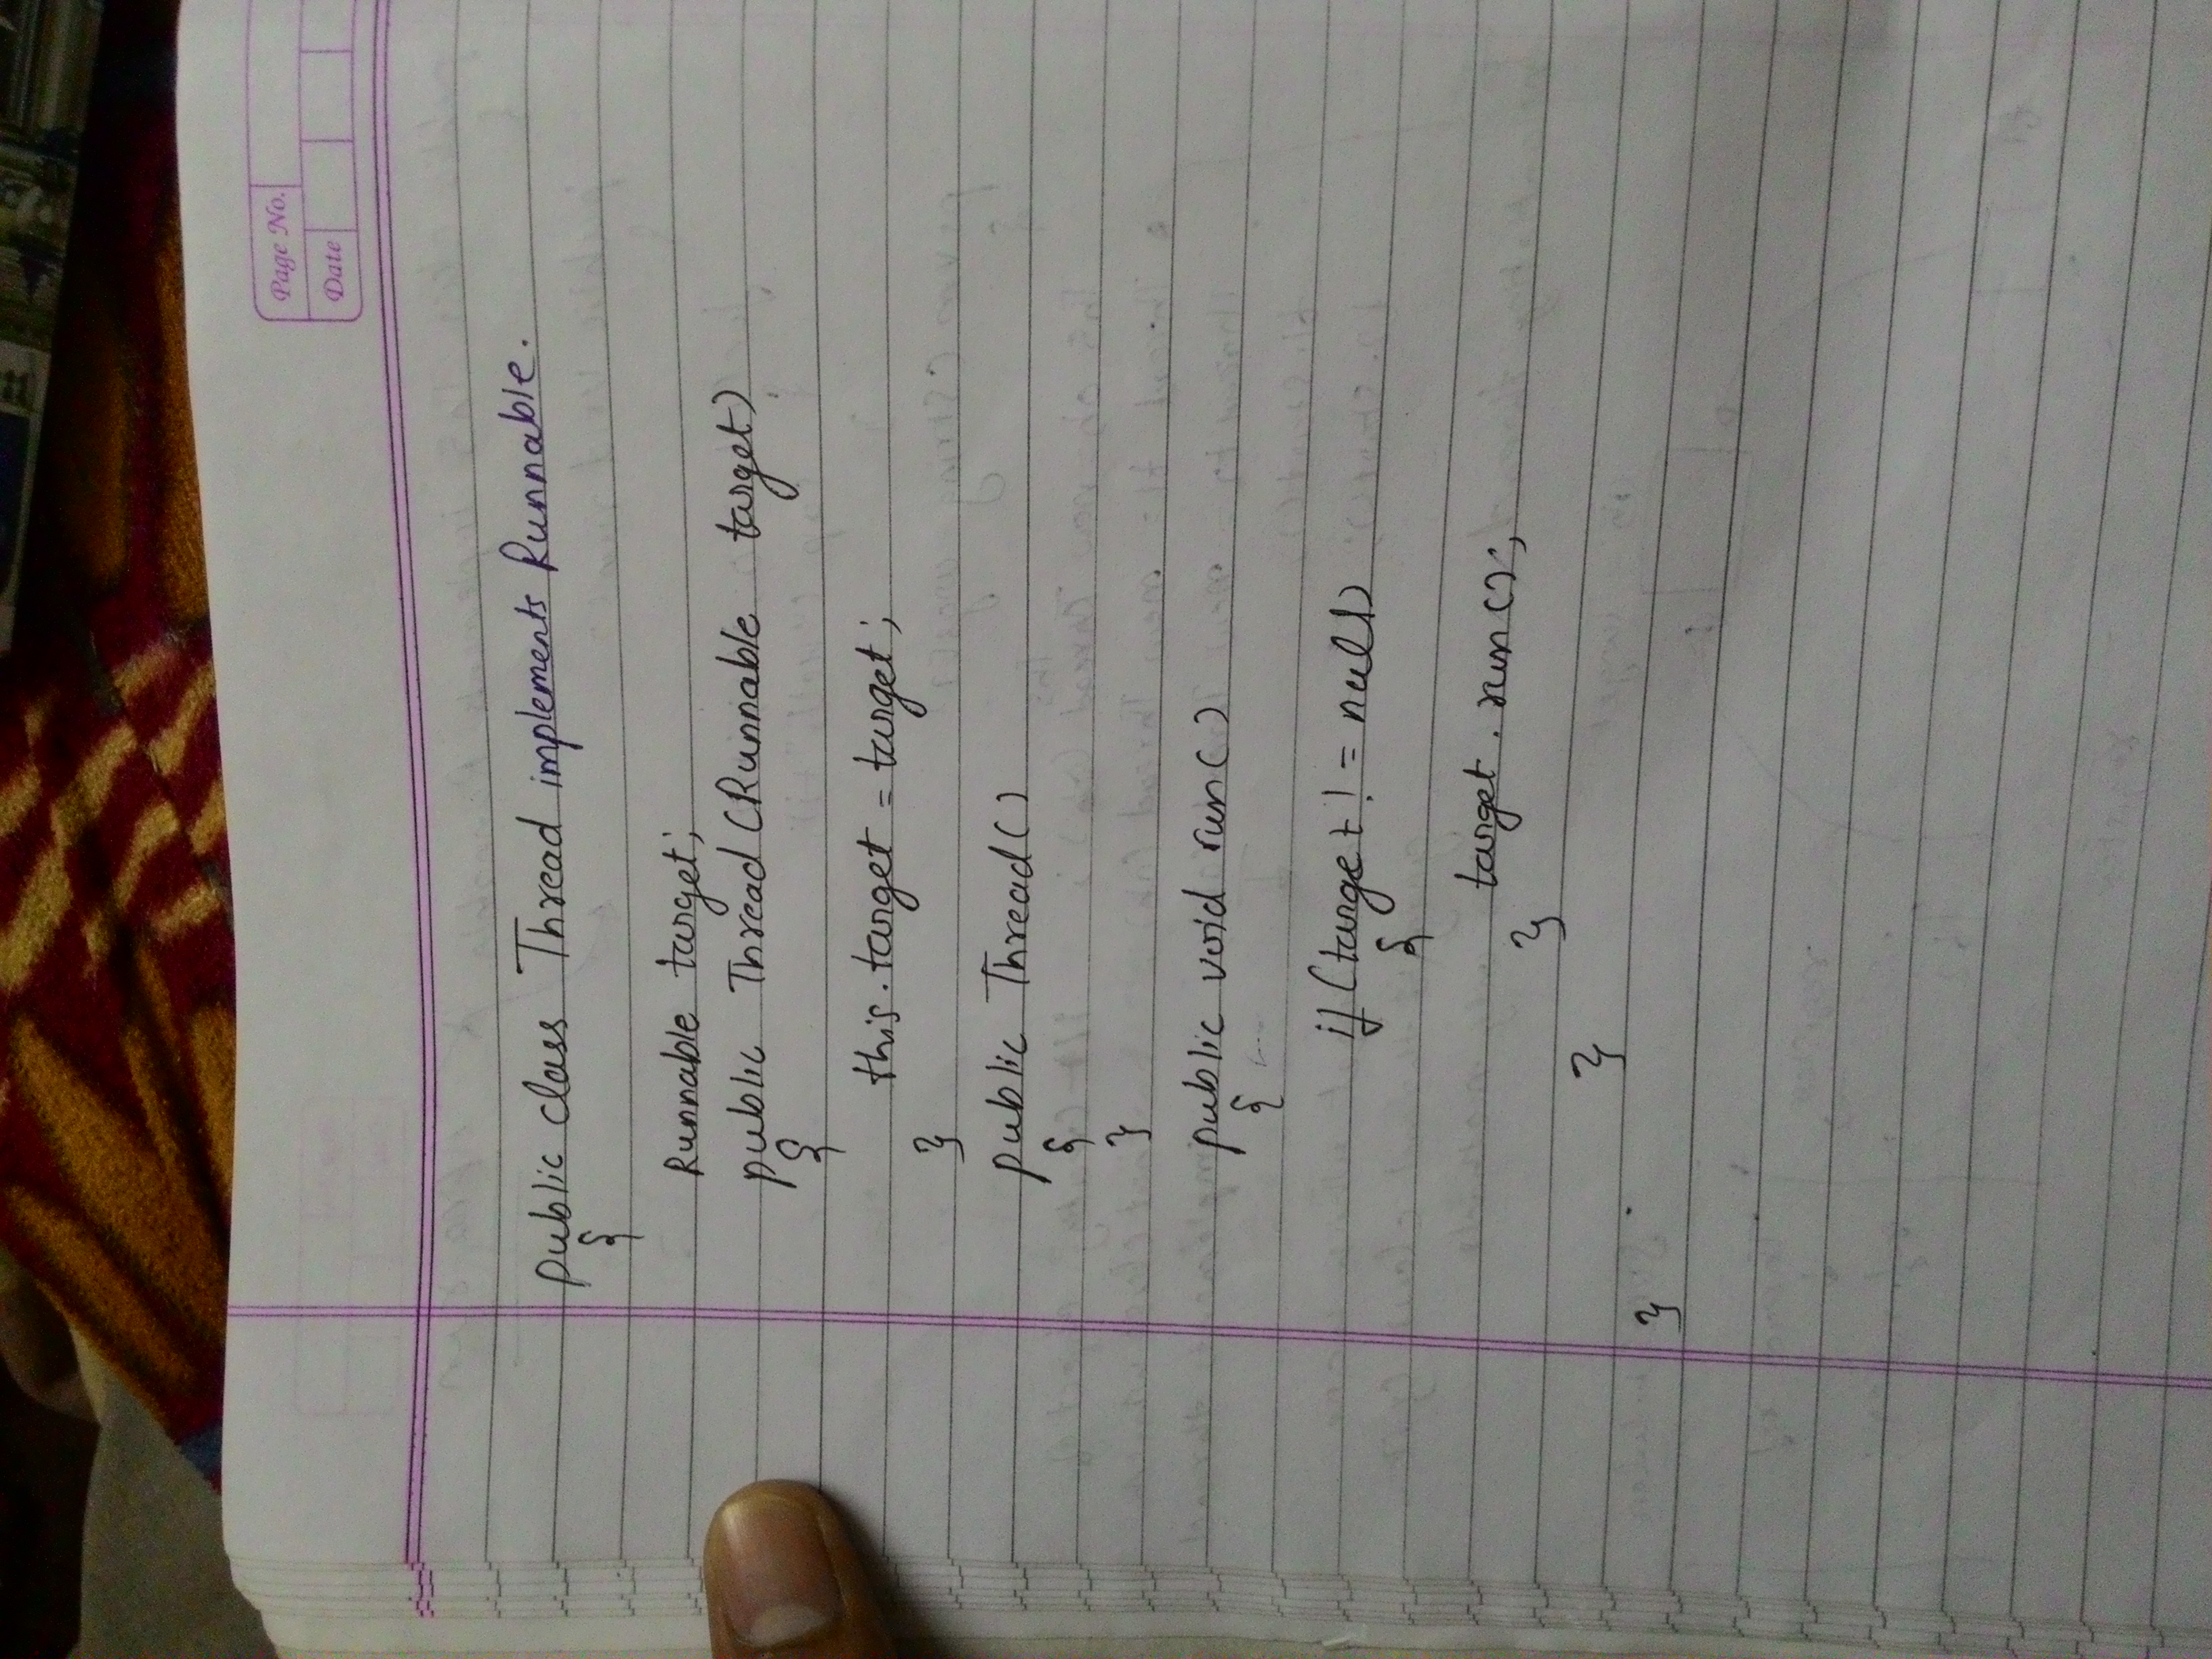 Page No.
Date
public class Thread implements Runnable.
{
Runnable target;
public Thread (Runnable target)
{
this.target = target;
}
public Thread()
{
}
public void run()
{
if (target != null)
{
target.run();
}
}
}